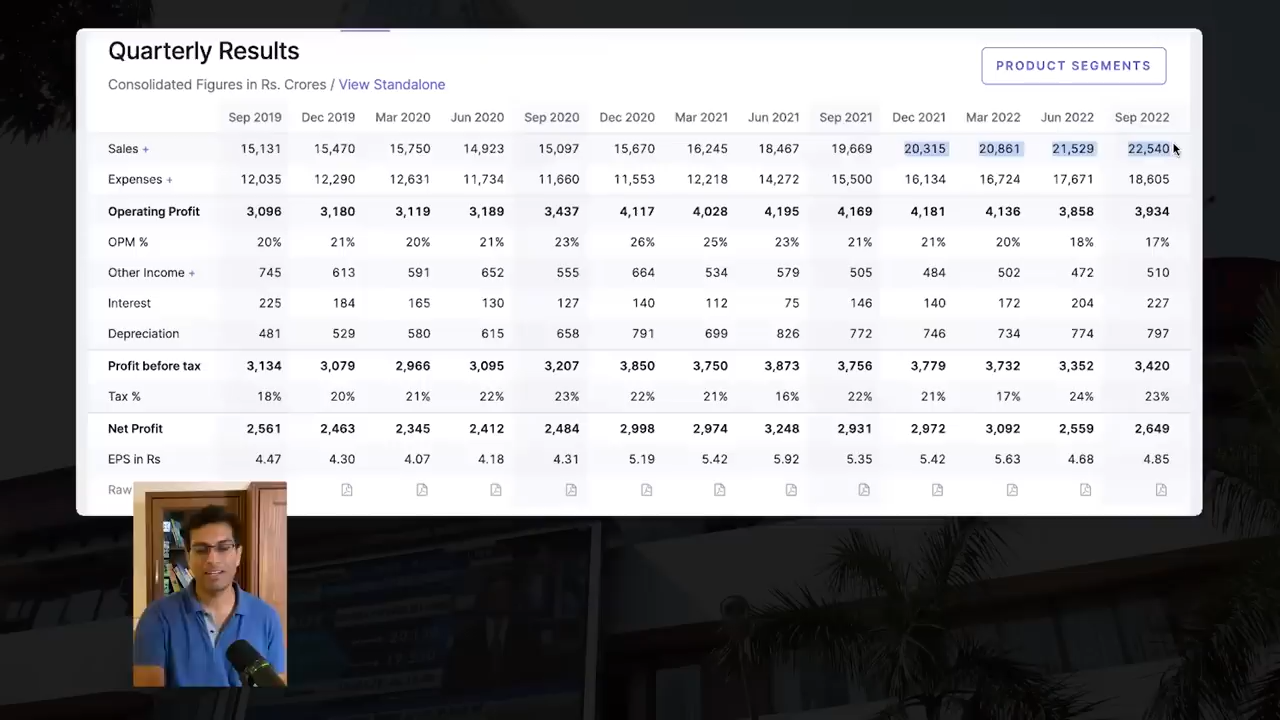 Quarterly Results
Consolidated Figures in Rs. Crores / View Standalone
PRODUCT SEGMENTS
Sep 2019 Dec 2019 Mar 2020 Jun 2020 Sep 2020 Dec 2020 Mar 2021 Jun 2021 Sep 2021 Dec 2021 Mar 2022 Jun 2022 Sep 2022
Sales + 15,131 15,470 15,750 14,923 15,097 15,670 16,245 18,467 19,669 20,315 20,861 21,529 22,540
Expenses + 12,035 12,290 12,631 11,734 11,660 11,553 12,218 14,272 15,500 16,134 16,724 17,671 18,605
Operating Profit 3,096 3,180 3,119 3,189 3,437 4,117 4,028 4,195 4,169 4,181 4,136 3,858 3,934
OPM % 20% 21% 20% 21% 23% 26% 25% 23% 21% 21% 20% 18% 17%
Other Income + 745 613 591 652 555 664 534 579 505 484 502 472 510
Interest 225 184 165 130 127 140 112 75 146 140 172 204 227
Depreciation 481 529 580 615 658 791 699 826 772 746 734 774 797
Profit before tax 3,134 3,079 2,966 3,095 3,207 3,850 3,750 3,873 3,756 3,779 3,732 3,352 3,420
Tax % 18% 20% 21% 22% 23% 22% 21% 16% 22% 21% 17% 24% 23%
Net Profit 2,561 2,463 2,345 2,412 2,484 2,998 2,974 3,248 2,931 2,972 3,092 2,559 2,649
EPS in Rs 4.47 4.30 4.07 4.18 4.31 5.19 5.42 5.92 5.35 5.42 5.63 4.68 4.85
Raw